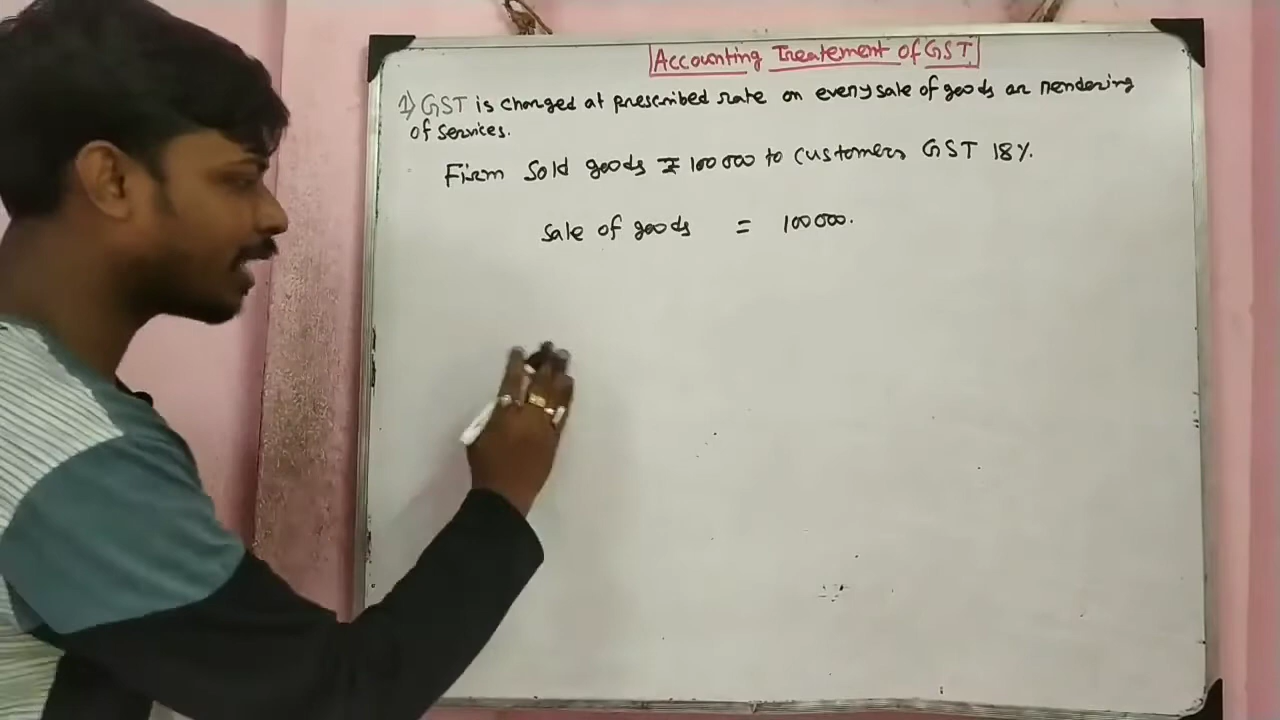 Accounting Treatement of GST
1) GST is charged at prescribed rate on every sale of goods or rendering
of services.
Firm sold goods ₹ 100000 to customers GST 18%.
Sale of goods = 100000.